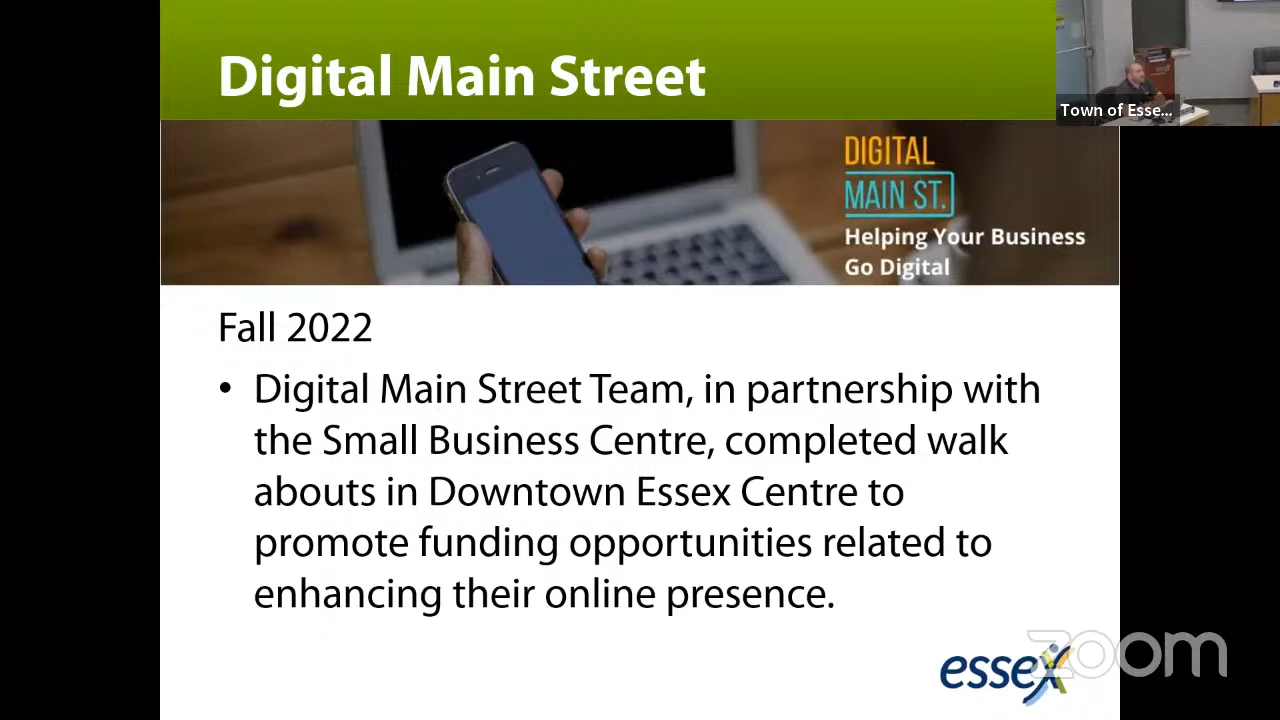 Digital Main Street
Town of Esse...
DIGITAL
MAIN ST.
Helping Your Business
Go Digital
Fall 2022
• Digital Main Street Team, in partnership with
the Small Business Centre, completed walk
abouts in Downtown Essex Centre to
promote funding opportunities related to
enhancing their online presence.
essex
zoom